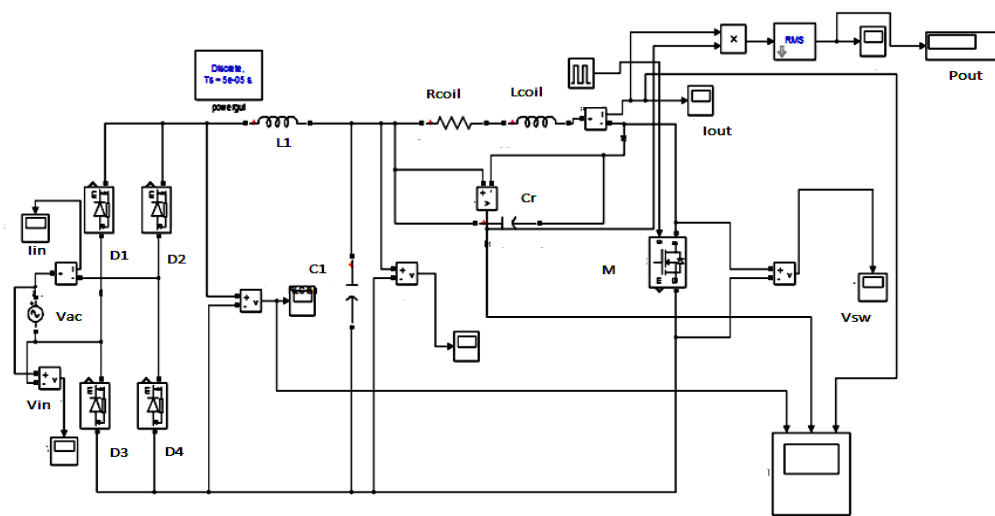 Discrete,
Ts = 5e-05 s.
powergui
RMS
Pout
Rcoil
Lcoil
Iout
L1
Cr
Iin
D1
D2
M
C1
Vac
Vsw
Vin
D3
D4